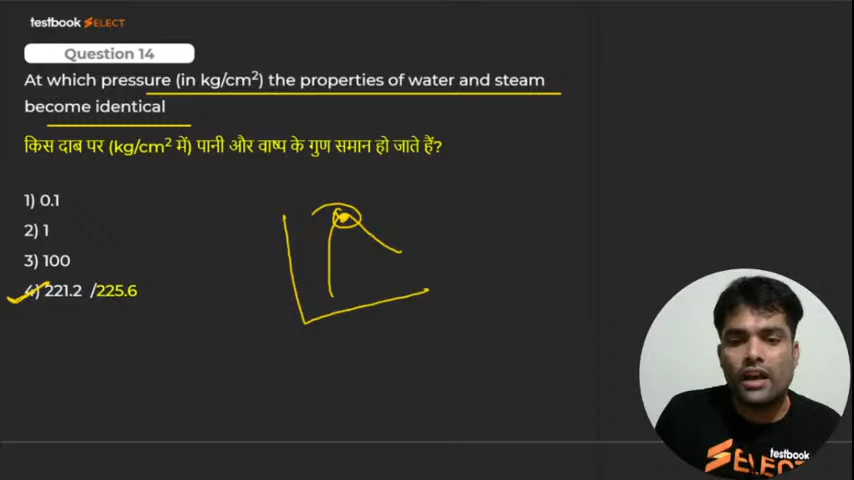 testbook SELECT
Question 14
At which pressure (in kg/cm²) the properties of water and steam
become identical
किस दाब पर (kg/cm² में) पानी और वाष्प के गुण समान हो जाते हैं?
1) 0.1
2) 1
3) 100
4) 221.2 /225.6
testbook
SELECT